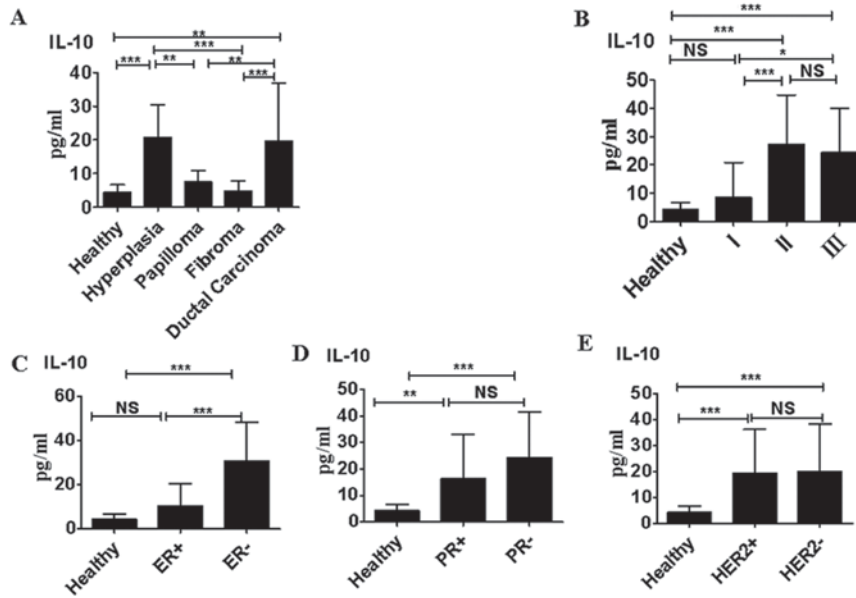 A
IL-10
**
***
***
**
**
***
pg/ml
40
30
20
10
0
Healthy
Hyperplasia
Papilloma
Fibroma
Ductal Carcinoma
B
IL-10
***
***
NS
*
***
NS
pg/ml
50
40
30
20
10
0
Healthy
I
II
III
C
IL-10
***
NS
***
pg/ml
60
40
20
0
Healthy
ER+
ER-
D
IL-10
***
**
NS
pg/ml
50
40
30
20
10
0
Healthy
PR+
PR-
E
IL-10
***
***
NS
pg/ml
50
40
30
20
10
0
Healthy
HER2+
HER2-